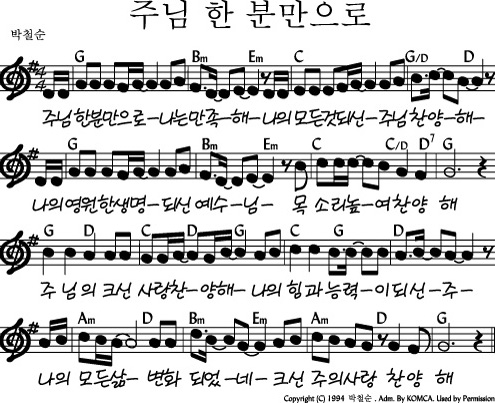 주님 한 분만으로
박철순
G Bm Em C G/D D
4 4
주님 한분만으로-나는만족-해-나의모든것되신-주님찬양-해-
G D Bm Em C C/D D7 G
나의영원한생명-되신예수-님- 목 소리높-여찬양 해
G D C D G D C D
주 님의 크신 사랑찬-양해-나의 힘과능력-이되신-주-
Am D Bm Em Am D G
나의 모든삶- 변화 되었-네-크신 주의사랑 찬양 해
Copyright (C) 1994 박철순 . Adm. By KOMCA. Used by Permission